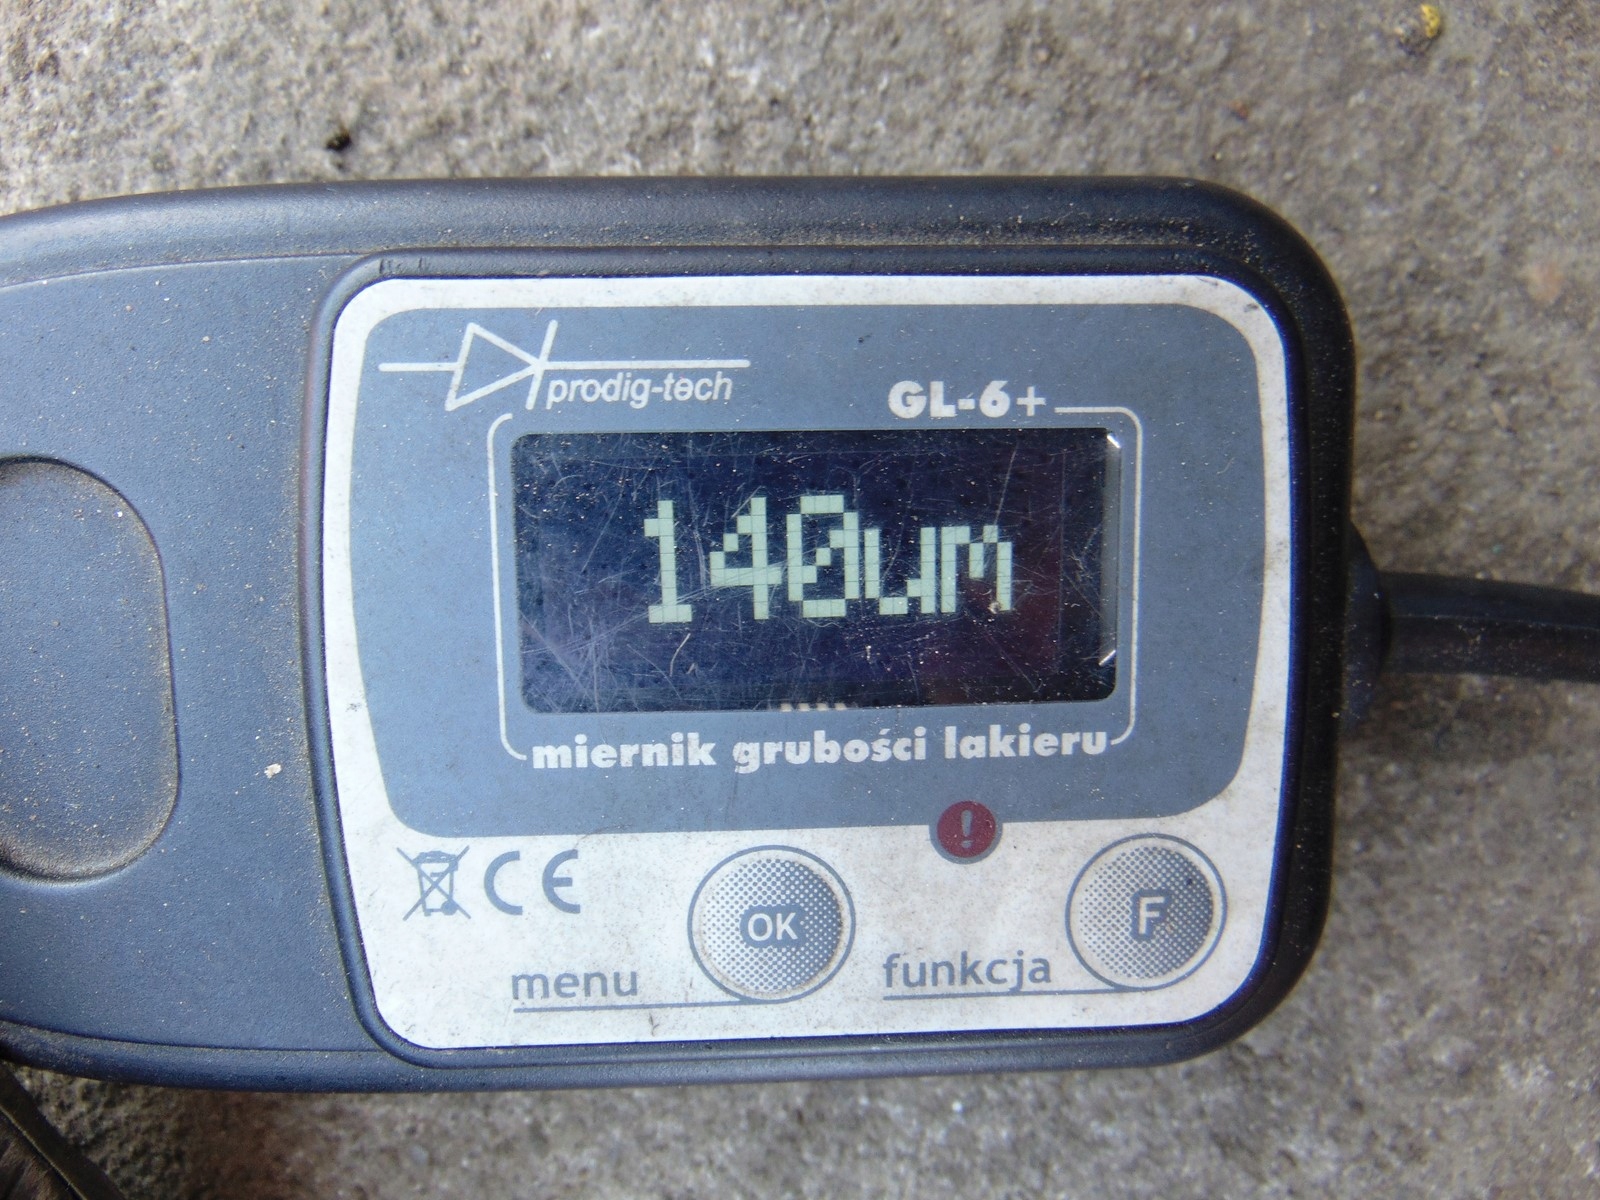 prodig-tech
GL-6+
140um
miernik grubości lakieru
!
CE
OK
F
menu
funkcja